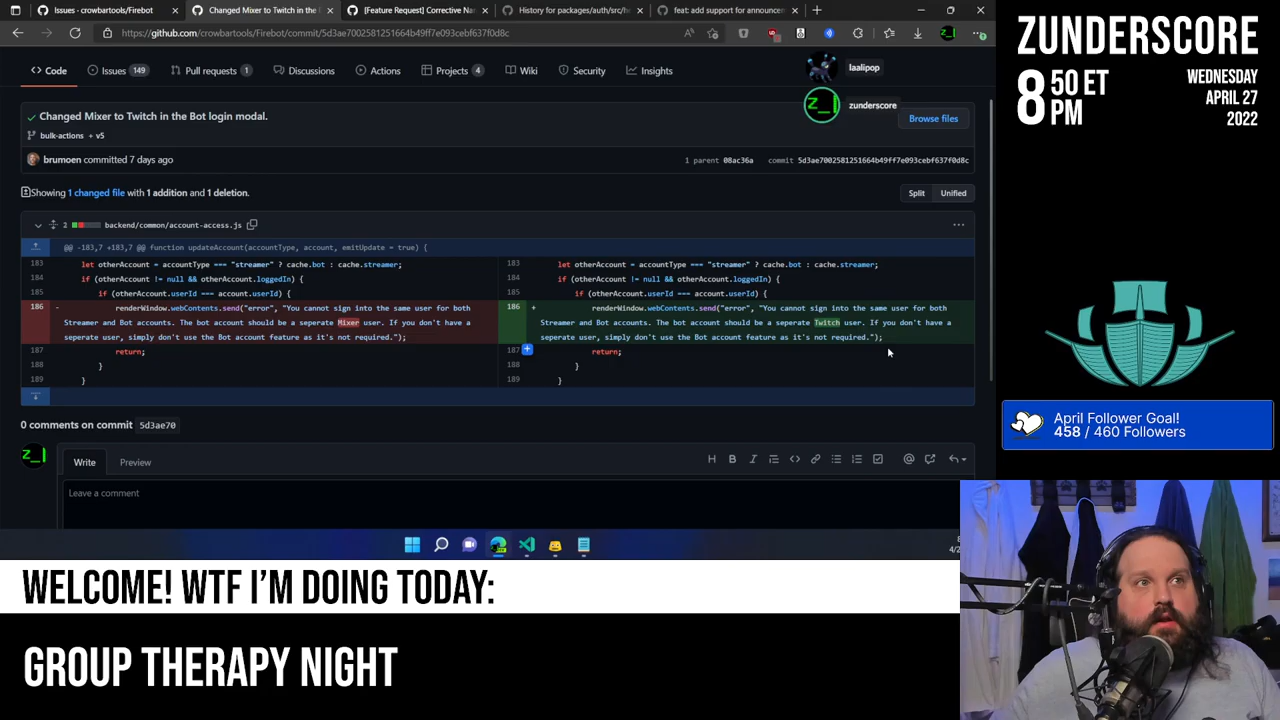 Issues - crowbartools/Firebot
Changed Mixer to Twitch in the
[Feature Request] Corrective Na
History for packages/auth/src/h
feat: add support for announcem
https://github.com/crowbartools/Firebot/commit/5d3ae7002581251664b49ff7e093cebf637f0d8c
Code
Issues 149
Pull requests 1
Discussions
Actions
Projects 4
Wiki
Security
Insights
laalipop
zunderscore
Changed Mixer to Twitch in the Bot login modal.
Browse files
bulk-actions + v5
brumoen committed 7 days ago
1 parent 08ac36a commit 5d3ae7002581251664b49ff7e093cebf637f0d8c
Showing 1 changed file with 1 addition and 1 deletion.
Split Unified
2 backend/common/account-access.js
@@ -183,7 +183,7 @@ function updateAccount(accountType, account, emitUpdate = true) {
183 let otherAccount = accountType === "streamer" ? cache.bot : cache.streamer;
184 if (otherAccount != null && otherAccount.loggedIn) {
185 if (otherAccount.userId === account.userId) {
186 - renderWindow.webContents.send("error", "You cannot sign into the same user for both
Streamer and Bot accounts. The bot account should be a seperate Mixer user. If you don't have a
seperate user, simply don't use the Bot account feature as it's not required.");
187 return;
188 }
189 }
183 let otherAccount = accountType === "streamer" ? cache.bot : cache.streamer;
184 if (otherAccount != null && otherAccount.loggedIn) {
185 if (otherAccount.userId === account.userId) {
186 + renderWindow.webContents.send("error", "You cannot sign into the same user for both
Streamer and Bot accounts. The bot account should be a seperate Twitch user. If you don't have a
seperate user, simply don't use the Bot account feature as it's not required.");
187 return;
188 }
189 }
0 comments on commit 5d3ae70
Write Preview
Leave a comment
ZUNDERSCORE
8 50 ET
PM
WEDNESDAY
APRIL 27
2022
April Follower Goal!
458 / 460 Followers
WELCOME! WTF I'M DOING TODAY:
GROUP THERAPY NIGHT